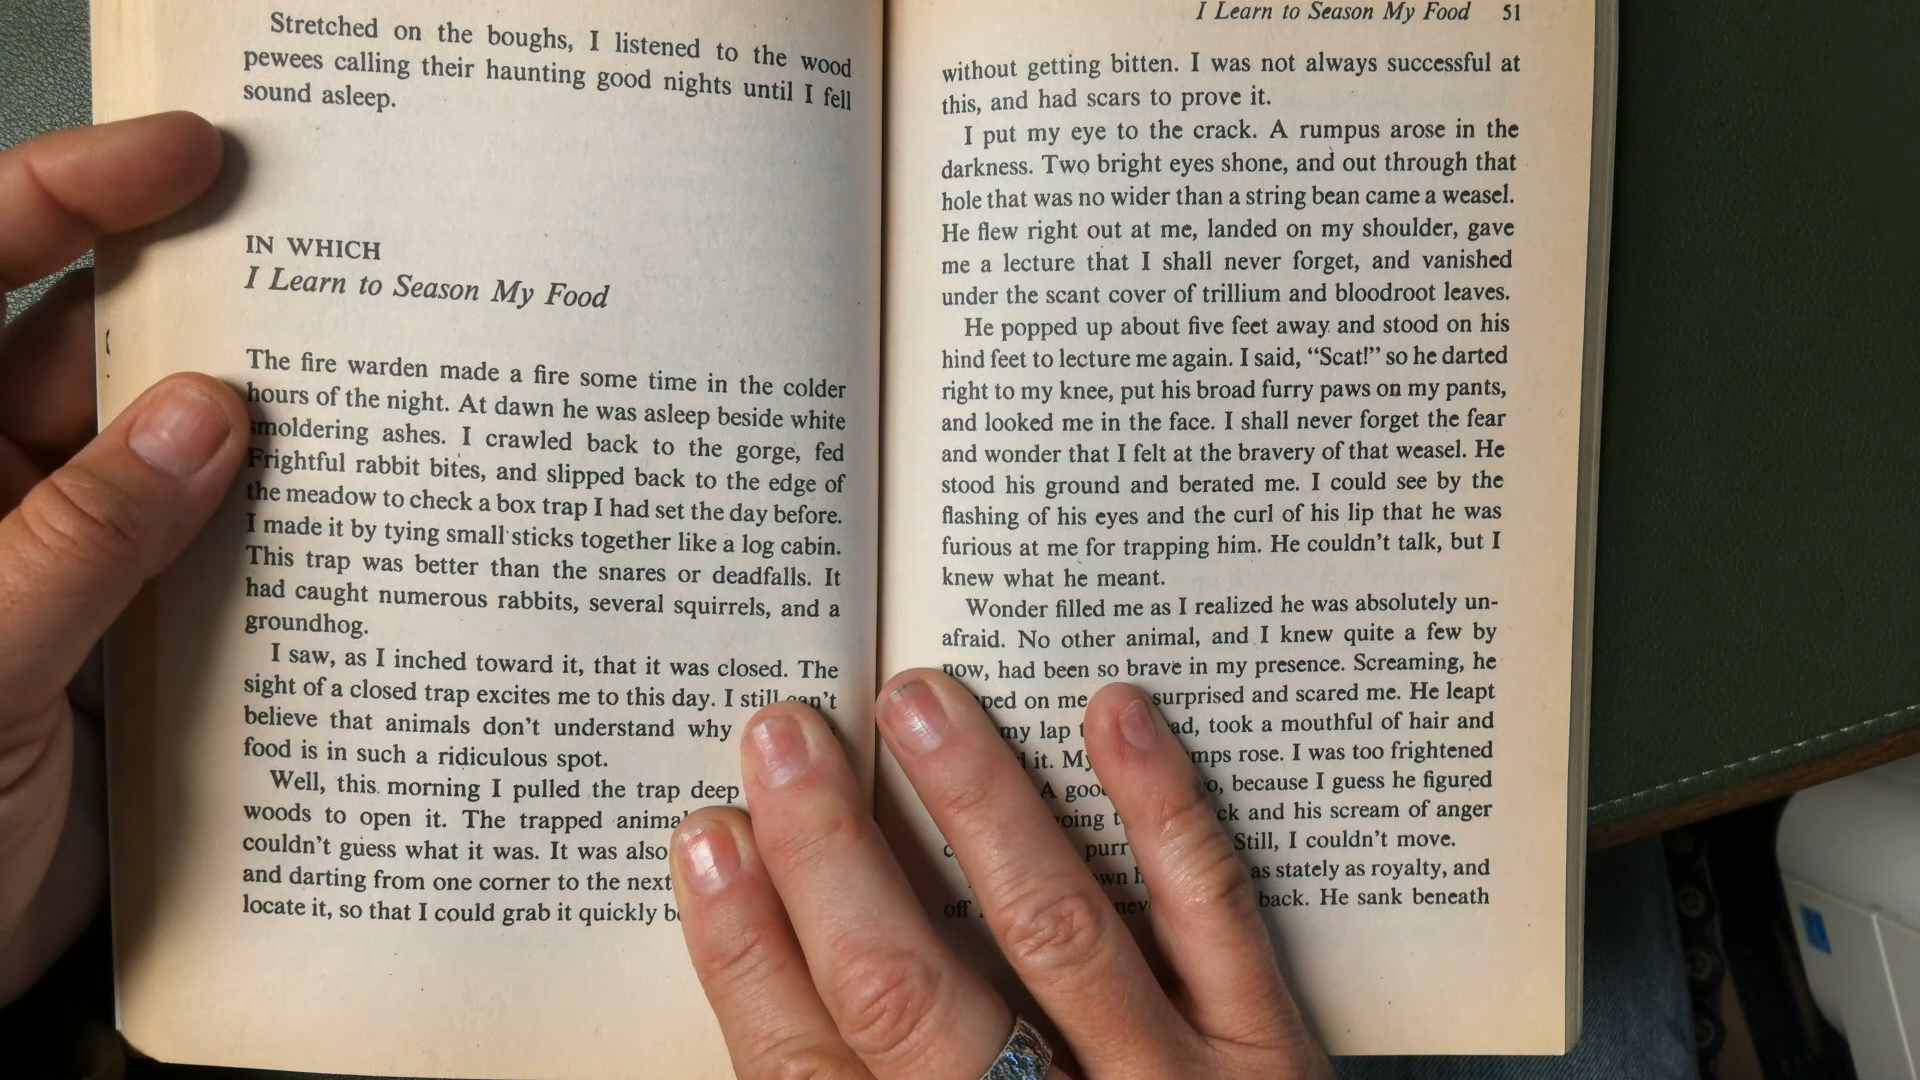 Stretched on the boughs, I listened to the wood
pewees calling their haunting good nights until I fell
sound asleep.
IN WHICH
I Learn to Season My Food
The fire warden made a fire some time in the colder
hours of the night. At dawn he was asleep beside white
smoldering ashes. I crawled back to the gorge, fed
Frightful rabbit bites, and slipped back to the edge of
the meadow to check a box trap I had set the day before.
I made it by tying small sticks together like a log cabin.
This trap was better than the snares or deadfalls. It
had caught numerous rabbits, several squirrels, and a
groundhog.
I saw, as I inched toward it, that it was closed. The
sight of a closed trap excites me to this day. I still can't
believe that animals don't understand why
food is in such a ridiculous spot.
Well, this morning I pulled the trap deep
woods to open it. The trapped
couldn't guess what it was. It was also
and darting from one corner to the next
locate it, so that I could grab it quickly
I Learn to Season My Food 51
without getting bitten. I was not always successful at
this, and had scars to prove it.
I put my eye to the crack. A rumpus arose in the
darkness. Two bright eyes shone, and out through that
hole that was no wider than a string bean came a weasel.
He flew right out at me, landed on my shoulder, gave
me a lecture that I shall never forget, and vanished
under the scant cover of trillium and bloodroot leaves.
He popped up about five feet away and stood on his
hind feet to lecture me again. I said, "Scat!" so he darted
right to my knee, put his broad furry paws on my pants,
and looked me in the face. I shall never forget the fear
and wonder that I felt at the bravery of that weasel. He
stood his ground and berated me. I could see by the
flashing of his eyes and the curl of his lip that he was
furious at me for trapping him. He couldn't talk, but I
knew what he meant.
Wonder filled me as I realized he was absolutely un-
afraid. No other animal, and I knew quite a few by
now, had been so brave in my presence. Screaming, he
on me surprised and scared me. He leapt
my lap took a mouthful of hair and
it. My rose. I was too frightened
A because I guess he figured
and his scream of anger
Still, I couldn't move.
as stately as royalty, and
off back. He sank beneath